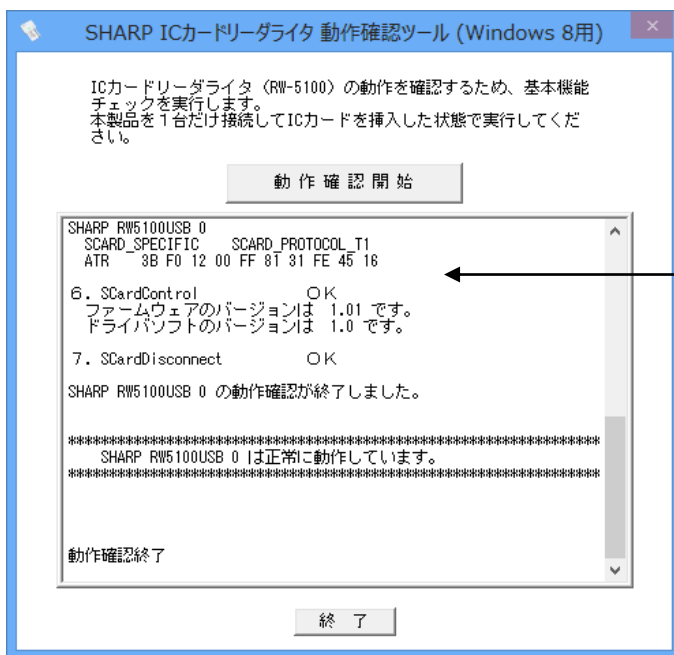 SHARP ICカードリーダライタ 動作確認ツール (Windows 8用)
ICカードリーダライタ（RW-5100）の動作を確認するため、基本機能
チェックを実行します。
本製品を１台だけ接続してICカードを挿入した状態で実行してくだ
さい。
動 作 確 認 開 始
SHARP RW5100USB 0
SCARD_SPECIFIC SCARD_PROTOCOL_T1
ATR 3B F0 12 00 FF 81 31 FE 45 16
６．SCardControl ＯＫ
ファームウェアのバージョンは 1.01 です。
ドライバソフトのバージョンは 1.0 です。
７．SCardDisconnect ＯＫ
SHARP RW5100USB 0 の動作確認が終了しました。
****************************************************************
SHARP RW5100USB 0 は正常に動作しています。
****************************************************************
動作確認終了
終 了